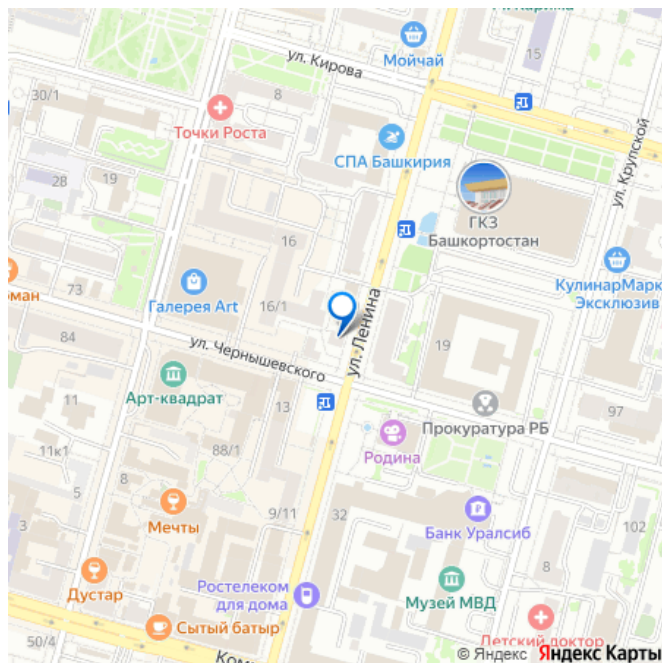 ул. Кирова
Мойчай
15
30/1
8
Точки Роста
СПА Башкирия
ул. Крупской
28
19
ГКЗ
Башкортостан
16
КулинарМарк
Эксклюзив
73
Галерея Art
16/1
ул. Ленина
84
ул. Чернышевского
19
Арт-квадрат
11
13
97
Прокуратура РБ
Родина
11к1
88/1
Мечты
9/11
32
Банк Уралсиб
102
8
8
3
Дустар
Ростелеком
для дома
Музей МВД
Сытый батыр
Детский доктор
50/4
© Яндекс Яндекс Карты